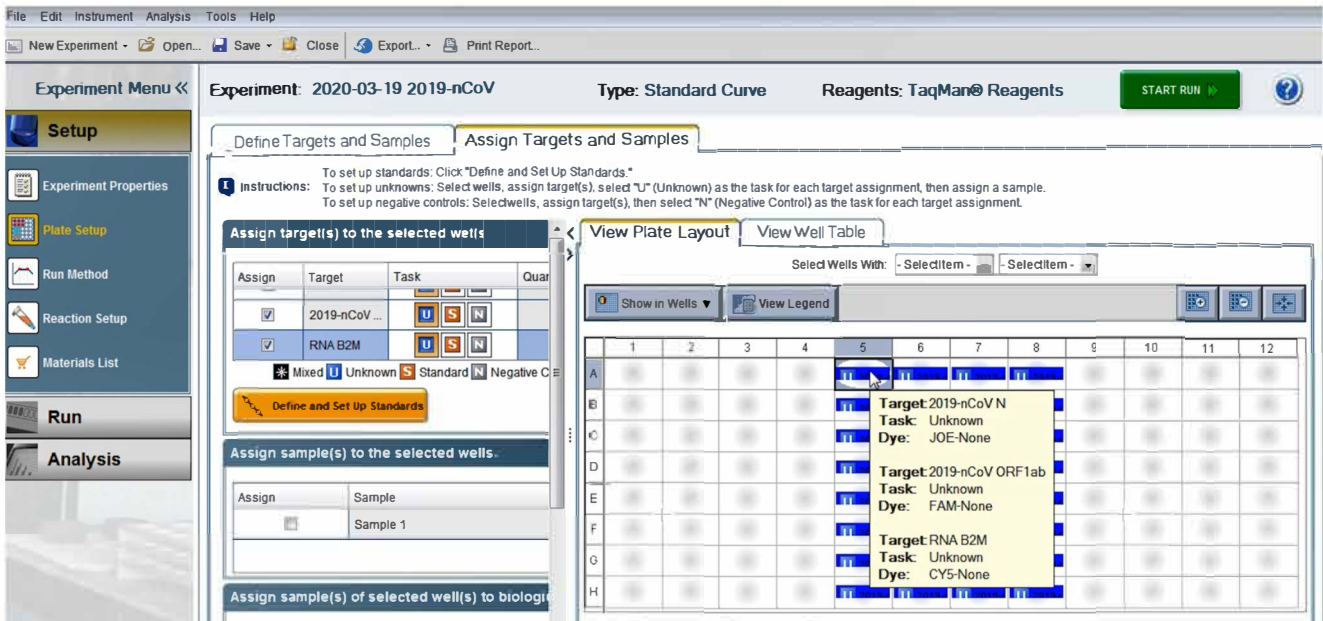 File Edit Instrument Analysis Tools Help
New Experiment Open... Save Close Export... Print Report...
Experiment Menu «
Experiment: 2020-03-19 2019-nCoV Type: Standard Curve Reagents: TaqMan® Reagents START RUN
Setup
Define Targets and Samples Assign Targets and Samples
Experiment Properties
Plate Setup
Run Method
Reaction Setup
Materials List
Run
Analysis
Instructions:
To set up standards: Click "Define and Set Up Standards."
To set up unknowns: Select wells, assign target(s), select "U" (Unknown) as the task for each target assignment, then assign a sample.
To set up negative controls: Selectwells, assign target(s), then select "N" (Negative Control) as the task for each target assignment.
Assign target(s) to the selected wells
Assign Target Task Quar
2019-nCoV ... U S N
RNA B2M U S N
Mixed U Unknown S Standard N Negative C
Define and Set Up Standards
Assign sample(s) to the selected wells.
Assign Sample
Sample 1
Assign sample(s) of selected well(s) to biologi
View Plate Layout View Well Table
Select Wells With: - SelectItem - - SelectItem -
Show in Wells ▼ View Legend
1 2 3 4 5 6 7 8 9 10 11 12
A
B
C
D
E
F
G
H
Target: 2019-nCoV N
Task: Unknown
Dye: JOE-None
Target: 2019-nCoV ORF1ab
Task: Unknown
Dye: FAM-None
Target: RNA B2M
Task: Unknown
Dye: CY5-None